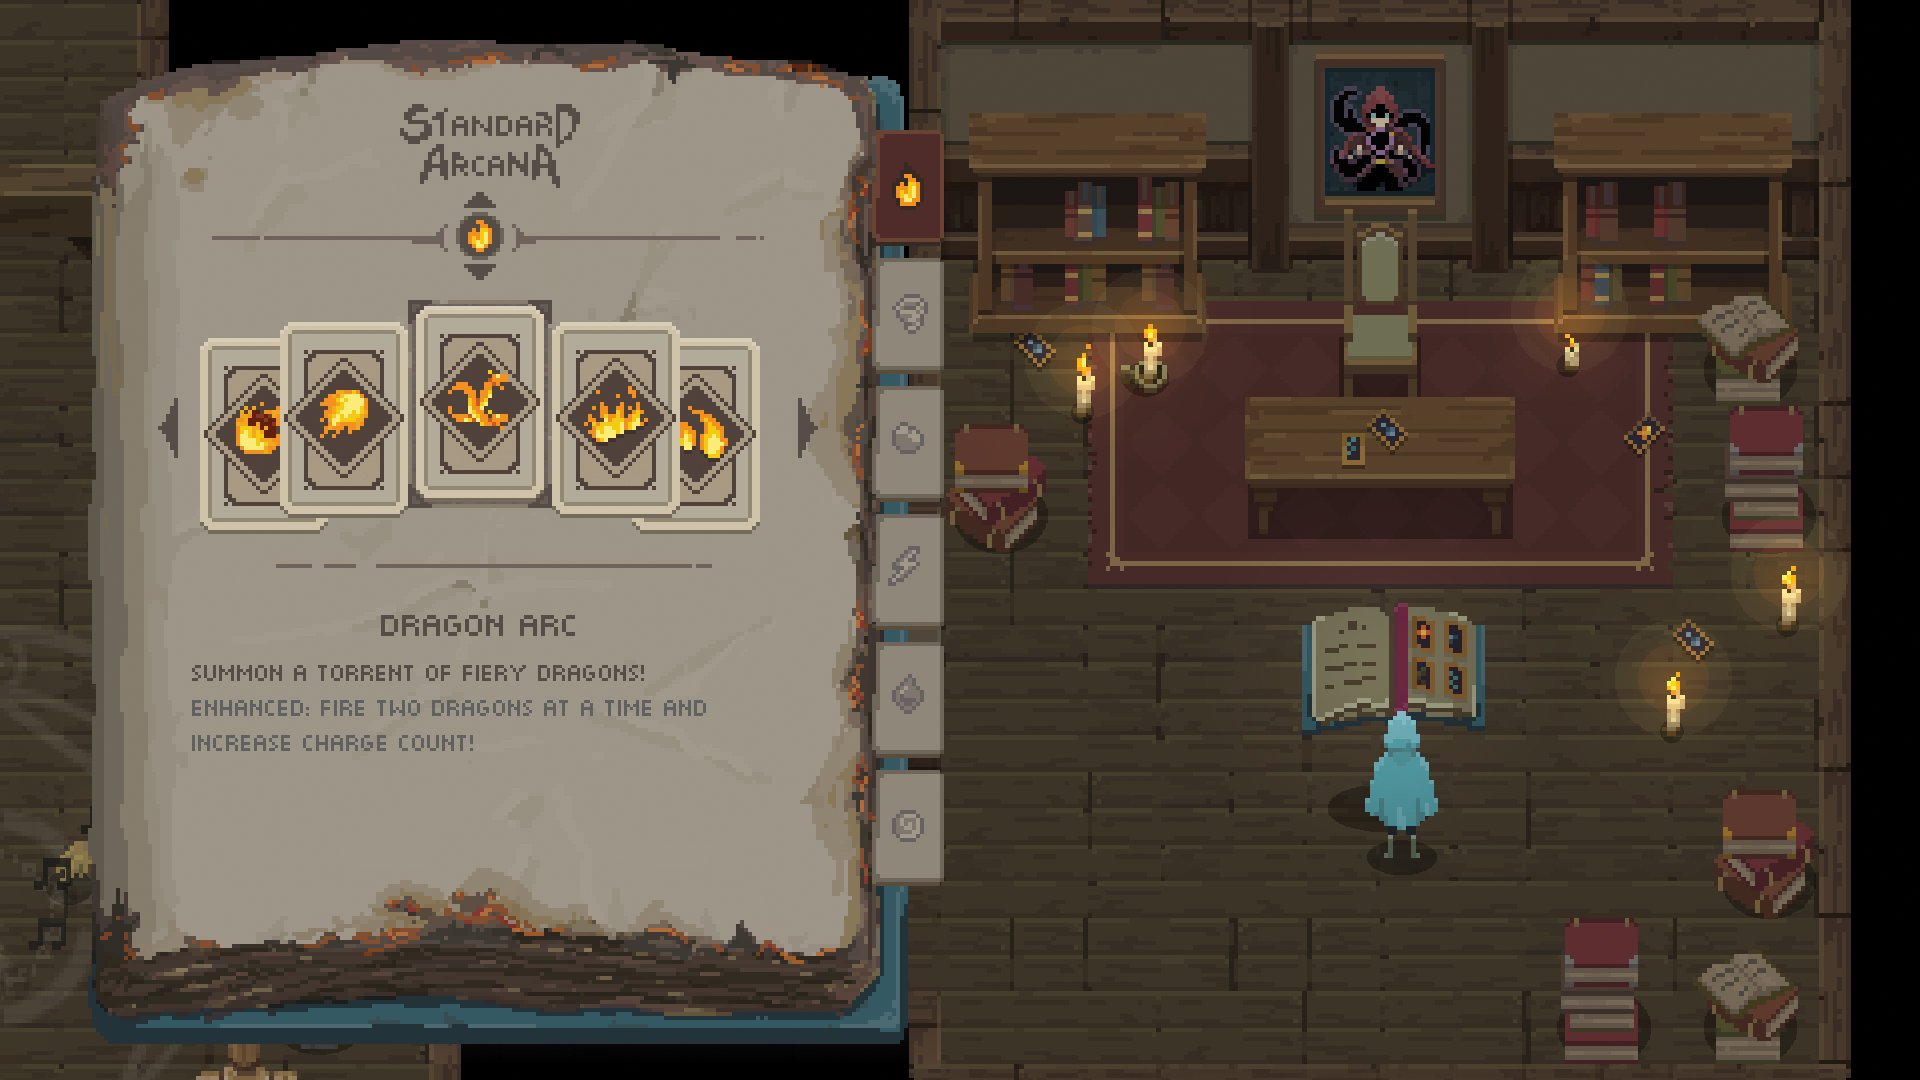 STANDARD
ARCANA
DRAGON ARC
SUMMON A TORRENT OF FIERY DRAGONS!
ENHANCED: FIRE TWO DRAGONS AT A TIME AND
INCREASE CHARGE COUNT!